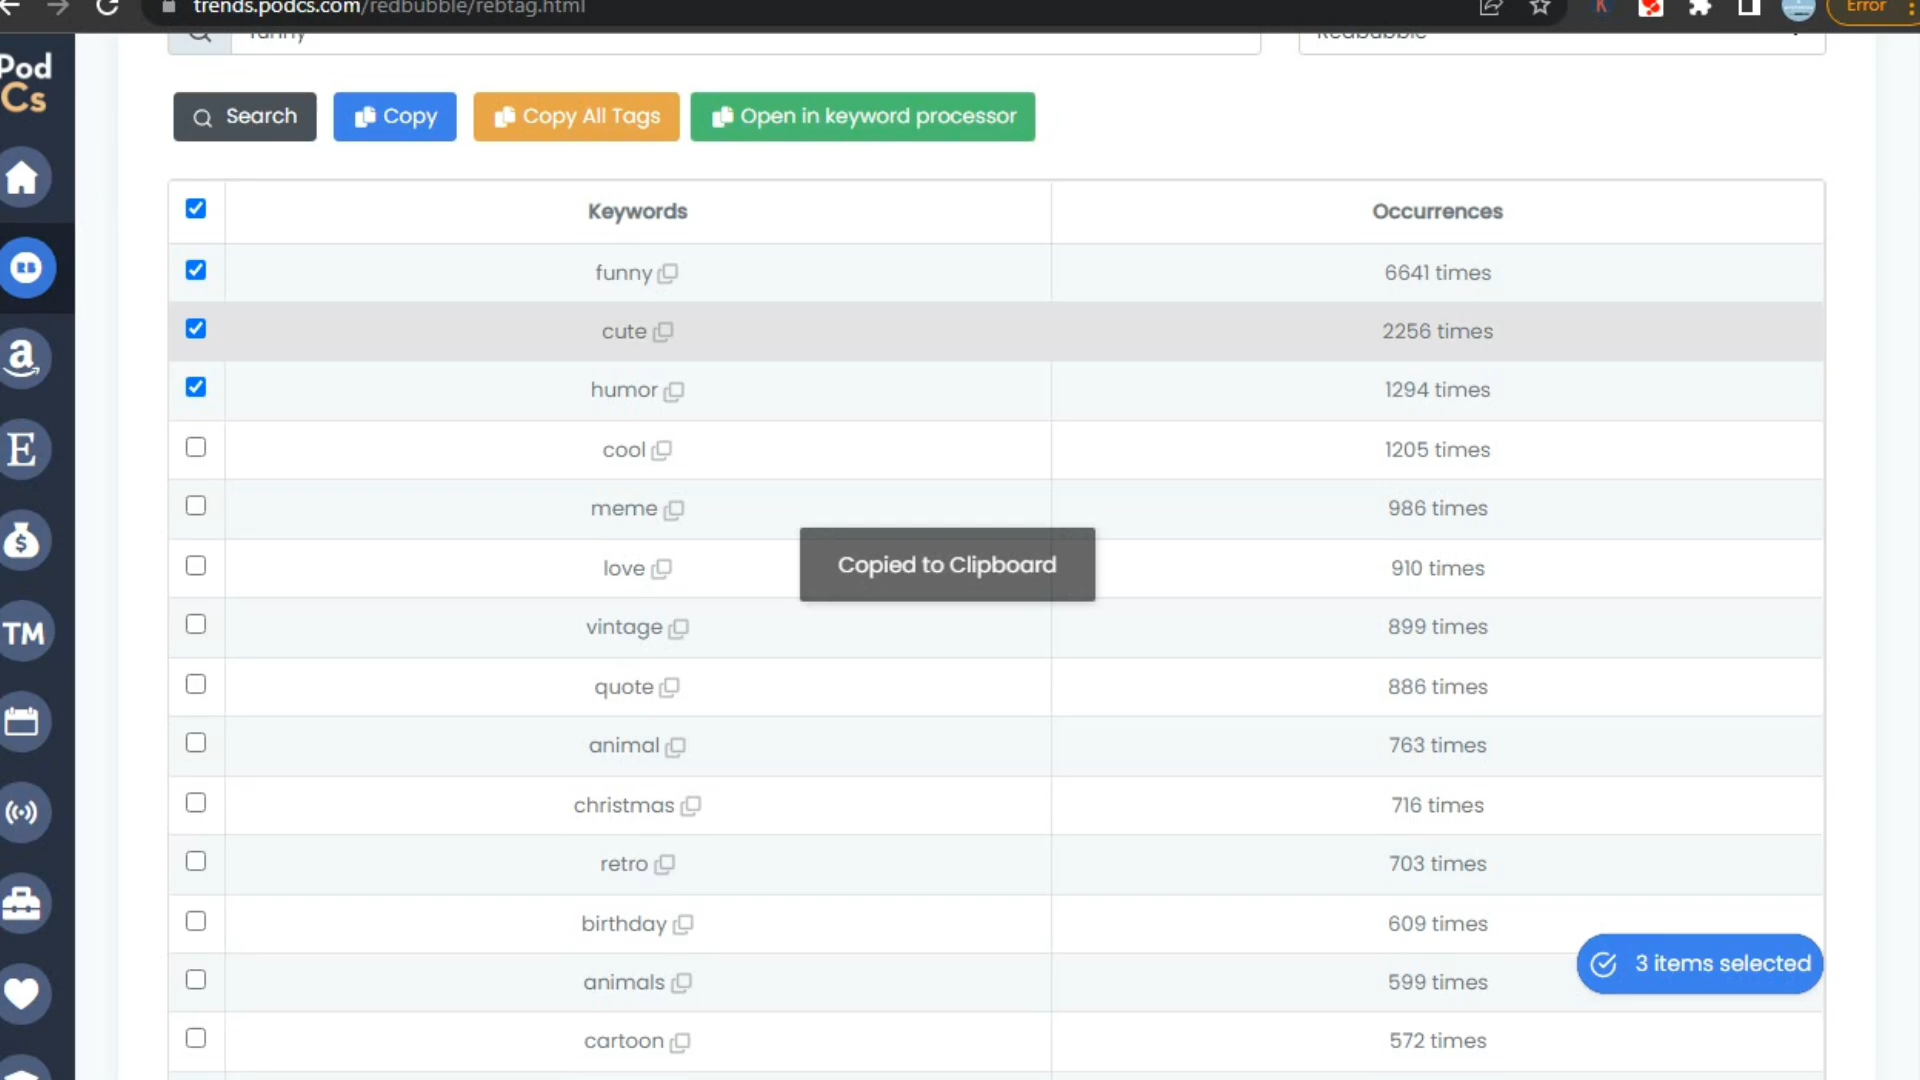 trends.podcs.com/redbubble/rebtag.html
Error
Pod
Cs
funny
Redbubble
Search
Copy
Copy All Tags
Open in keyword processor
Keywords
Occurrences
funny
6641 times
cute
2256 times
humor
1294 times
cool
1205 times
meme
986 times
love
910 times
Copied to Clipboard
vintage
899 times
quote
886 times
animal
763 times
christmas
716 times
retro
703 times
birthday
609 times
3 items selected
animals
599 times
cartoon
572 times
RB
a
E
$
TM
K